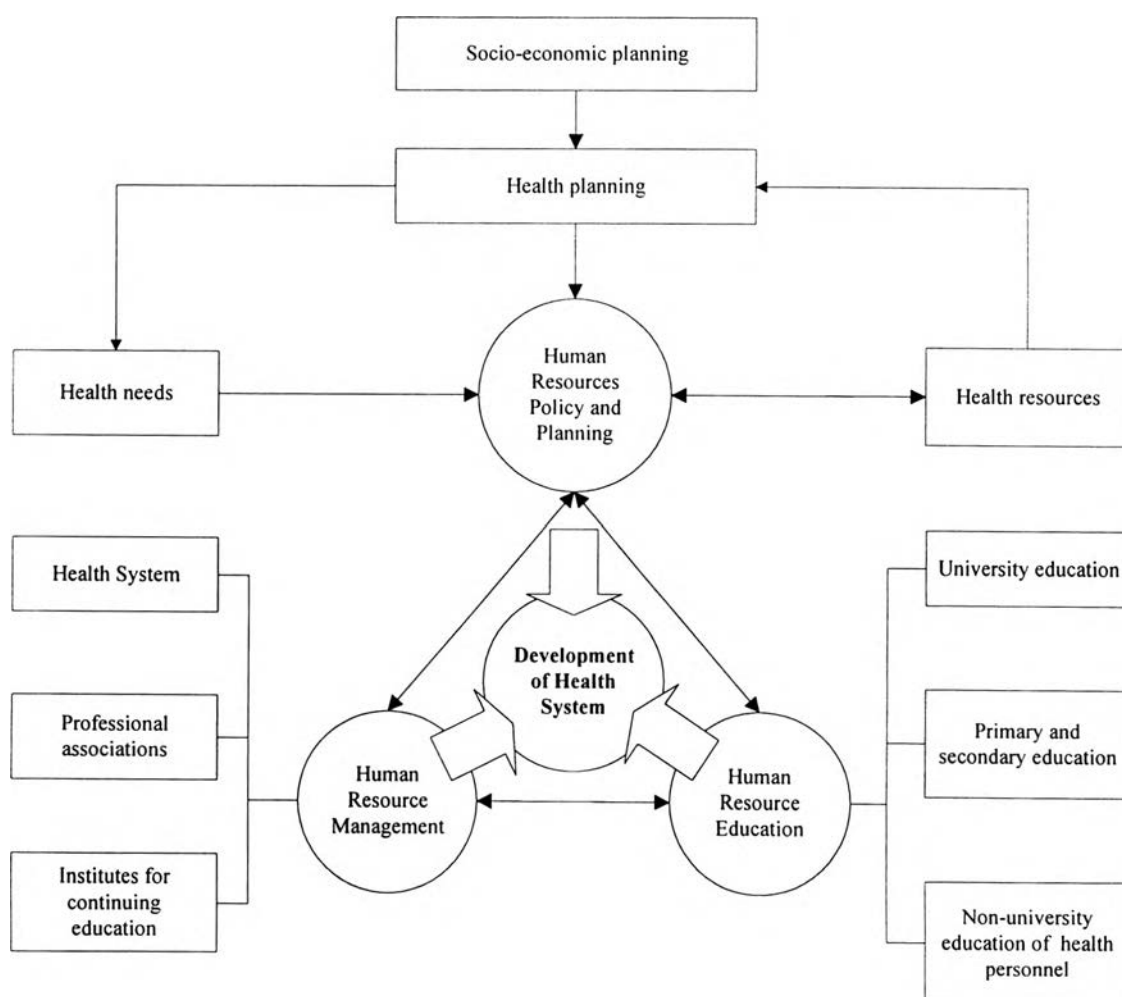 Socio-economic planning
Health planning
Health needs
Human
Resources
Policy and
Planning
Health resources
Health System
Professional
associations
Institutes for
continuing
education
Development
of Health
System
Human
Resource
Management
Human
Resource
Education
University education
Primary and
secondary education
Non-university
education of health
personnel